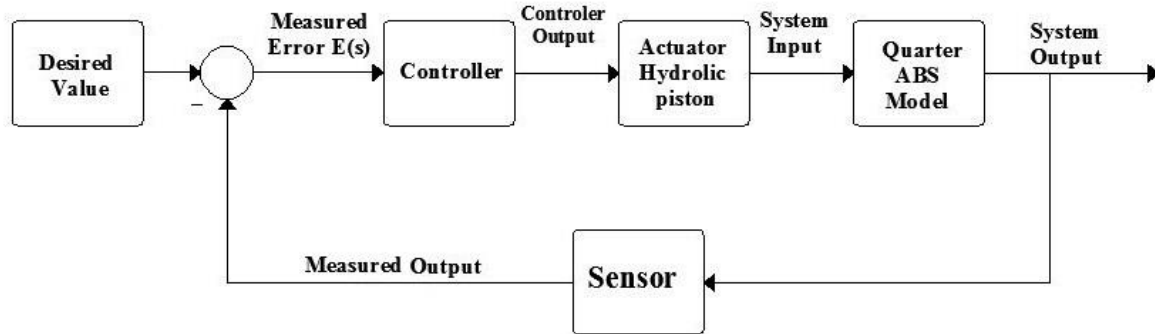 Desired
Value
Measured
Error E(s)
Controller
Controler
Output
Actuator
Hydrolic
piston
System
Input
Quarter
ABS
Model
System
Output
–
Measured Output
Sensor